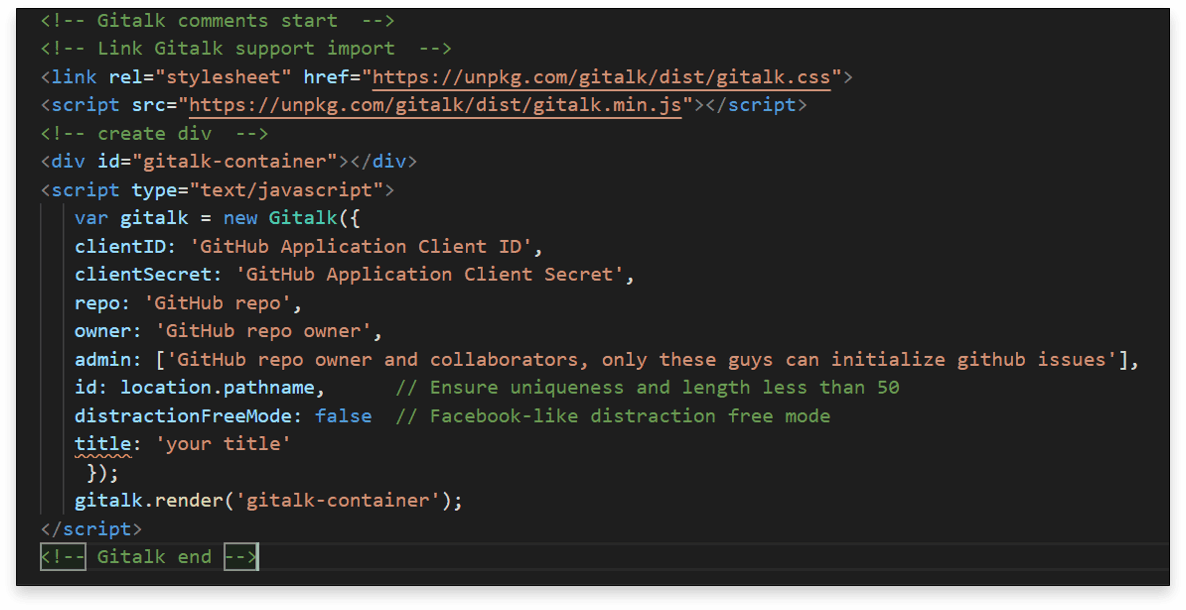 <!-- Gitalk comments start  -->
<!-- Link Gitalk support import  -->
<link rel="stylesheet" href="https://unpkg.com/gitalk/dist/gitalk.css">
<script src="https://unpkg.com/gitalk/dist/gitalk.min.js"></script>
<!-- create div  -->
<div id="gitalk-container"></div>
<script type="text/javascript">
var gitalk = new Gitalk({
clientID: 'GitHub Application Client ID',
clientSecret: 'GitHub Application Client Secret',
repo: 'GitHub repo',
owner: 'GitHub repo owner',
admin: ['GitHub repo owner and collaborators, only these guys can initialize github issues'],
id: location.pathname,      // Ensure uniqueness and length less than 50
distractionFreeMode: false  // Facebook-like distraction free mode
title: 'your title'
});
gitalk.render('gitalk-container');
</script>
<!-- Gitalk end -->